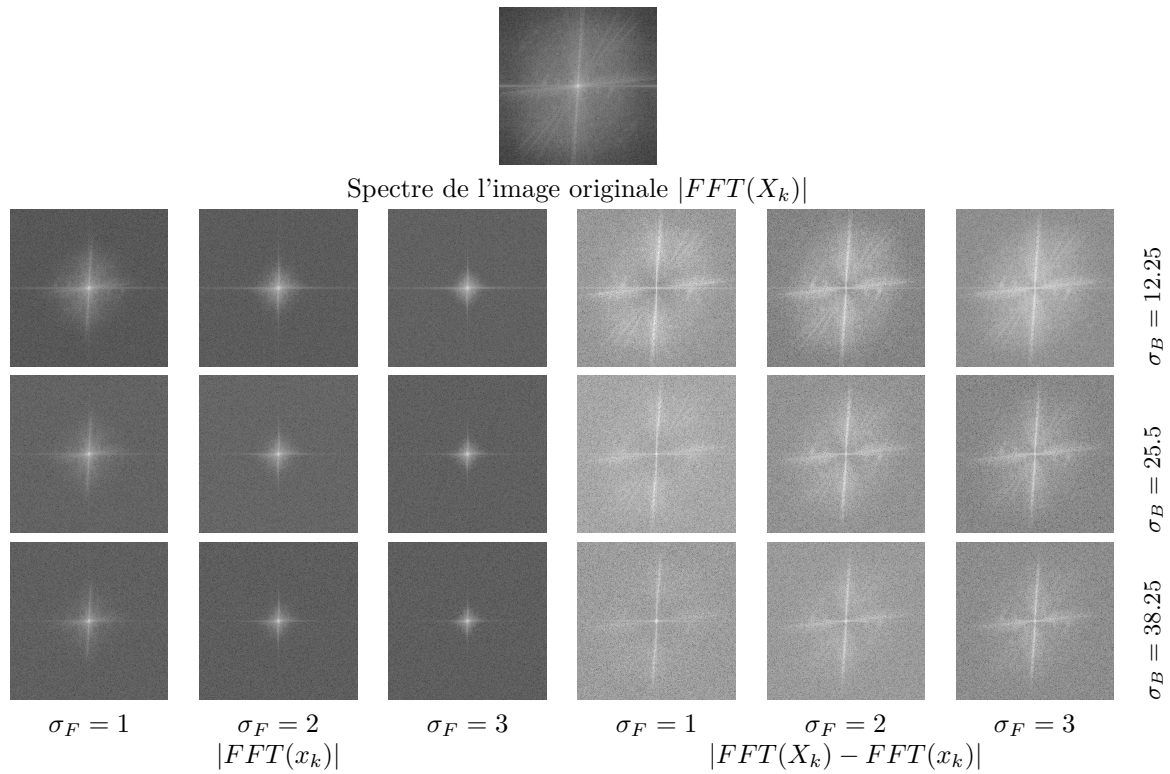 Spectre de l'image originale |FFT(X_k)|
σ_B = 12.25
σ_B = 25.5
σ_B = 38.25
σ_F = 1 σ_F = 2 σ_F = 3 σ_F = 1 σ_F = 2 σ_F = 3
|FFT(x_k)| |FFT(X_k) − FFT(x_k)|